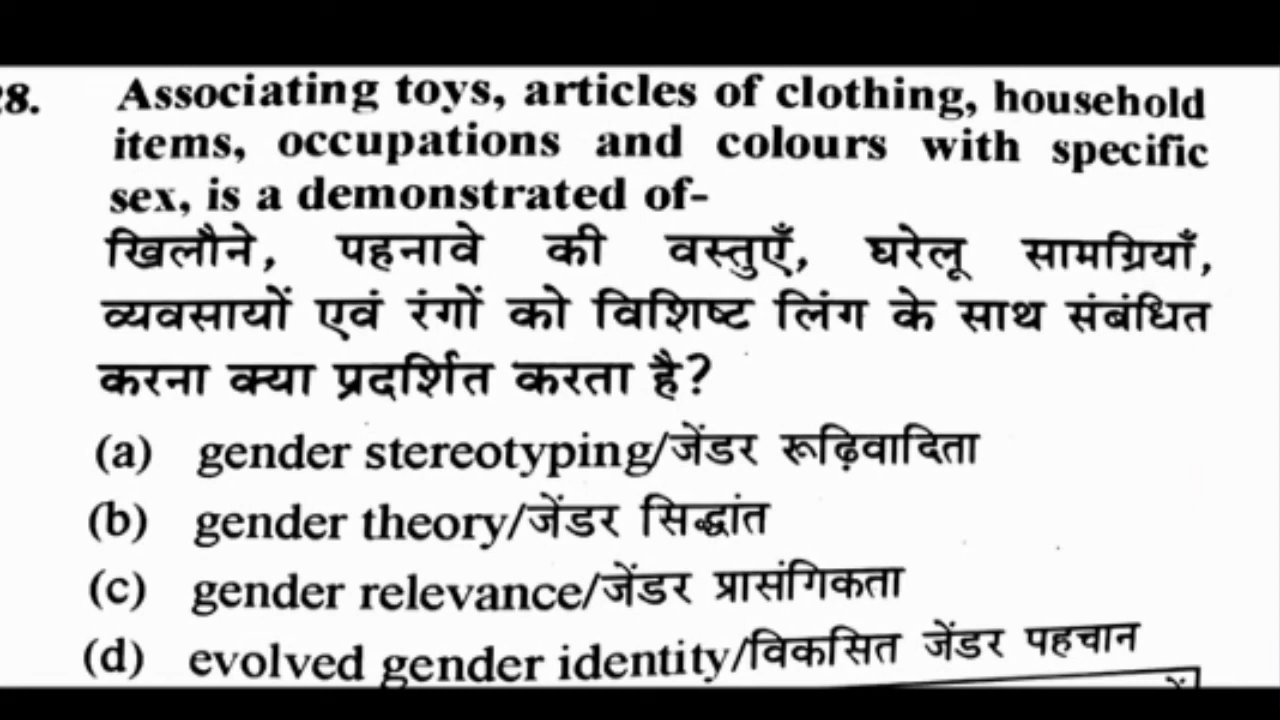 28. Associating toys, articles of clothing, household
items, occupations and colours with specific
sex, is a demonstrated of-
खिलौने, पहनावे की वस्तुएँ, घरेलू सामग्रियाँ,
व्यवसायों एवं रंगों को विशिष्ट लिंग के साथ संबंधित
करना क्या प्रदर्शित करता है?
(a) gender stereotyping/जेंडर रूढ़िवादिता
(b) gender theory/जेंडर सिद्धांत
(c) gender relevance/जेंडर प्रासंगिकता
(d) evolved gender identity/विकसित जेंडर पहचान